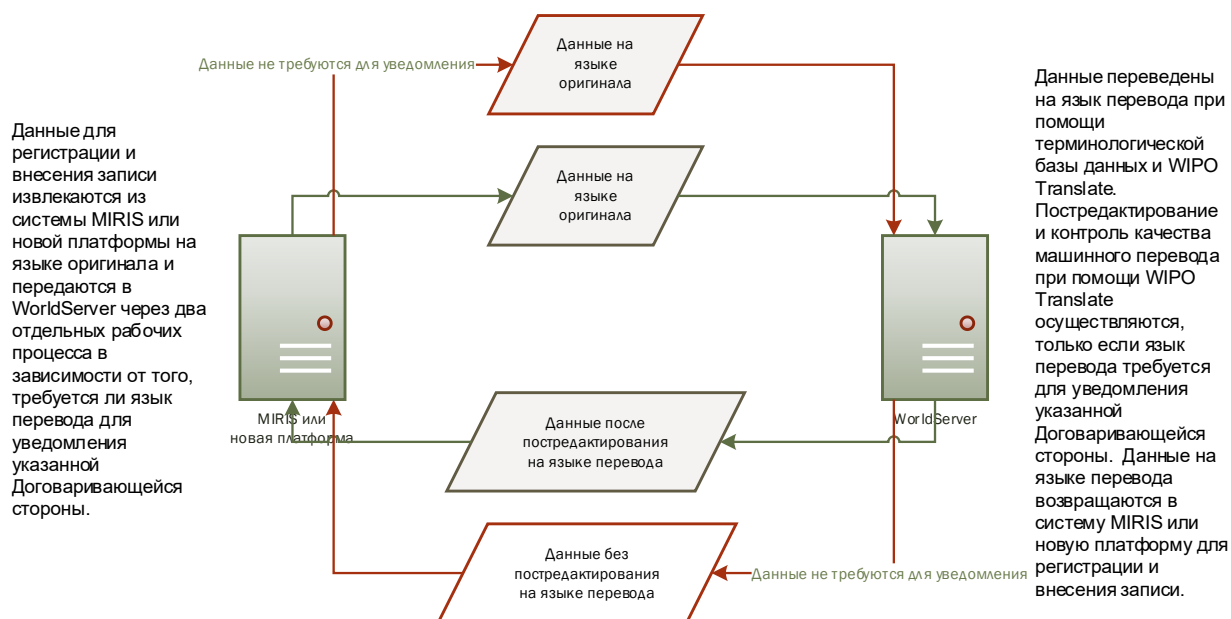 Данные для
регистрации и
внесения записи
извлекаются из
системы MIRIS или
новой платформы на
языке оригинала и
передаются в
WorldServer через два
отдельных рабочих
процесса в
зависимости от того,
требуется ли язык
перевода для
уведомления
указанной
Договаривающейся
стороны.
Данные не требуются для уведомления
Данные на
языке
оригинала
Данные на
языке
оригинала
MIRIS или
новая платформа
WorldServer
Данные после
постредактирования
на языке перевода
Данные без
постредактирования
на языке перевода
Данные не требуются для уведомления
Данные переведены
на язык перевода при
помощи
терминологической
базы данных и WIPO
Translate.
Постредактирование
и контроль качества
машинного перевода
при помощи WIPO
Translate
осуществляются,
только если язык
перевода требуется
для уведомления
указанной
Договаривающейся
стороны. Данные на
языке перевода
возвращаются в
систему MIRIS или
новую платформу для
регистрации и
внесения записи.